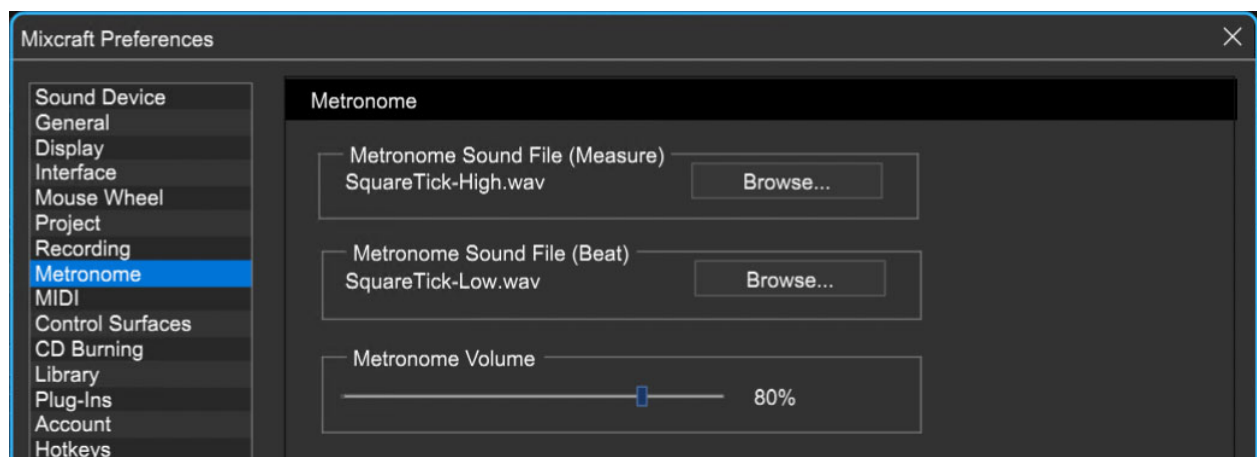 Mixcraft Preferences
Sound Device
General
Display
Interface
Mouse Wheel
Project
Recording
Metronome
MIDI
Control Surfaces
CD Burning
Library
Plug-Ins
Account
Hotkeys
Metronome
Metronome Sound File (Measure)
SquareTick-High.wav
Browse...
Metronome Sound File (Beat)
SquareTick-Low.wav
Browse...
Metronome Volume
80%